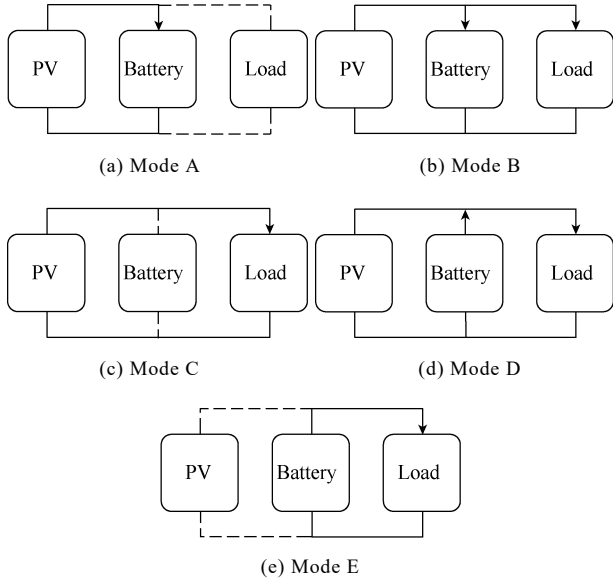 PV Battery Load PV Battery Load
(a) Mode A (b) Mode B
PV Battery Load PV Battery Load
(c) Mode C (d) Mode D
PV Battery Load
(e) Mode E